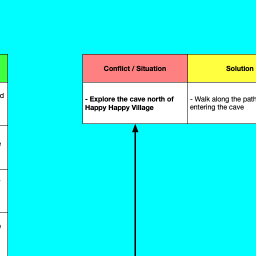 Conflict / Situation
Solution
- Explore the cave north of
Happy Happy Village
- Walk along the path
entering the cave